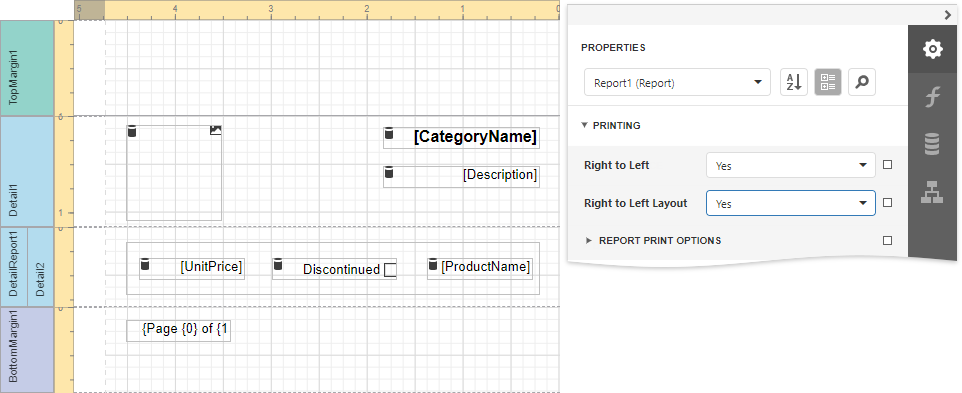 5 4 3 2 1 0
TopMargin1
0
Detail1
[CategoryName]
[Description]
1
DetailReport1
Detail2
0
[UnitPrice]
Discontinued
[ProductName]
BottomMargin1
0
{Page {0} of {1
PROPERTIES
Report1 (Report)
A
Z
PRINTING
Right to Left
Yes
Right to Left Layout
Yes
REPORT PRINT OPTIONS